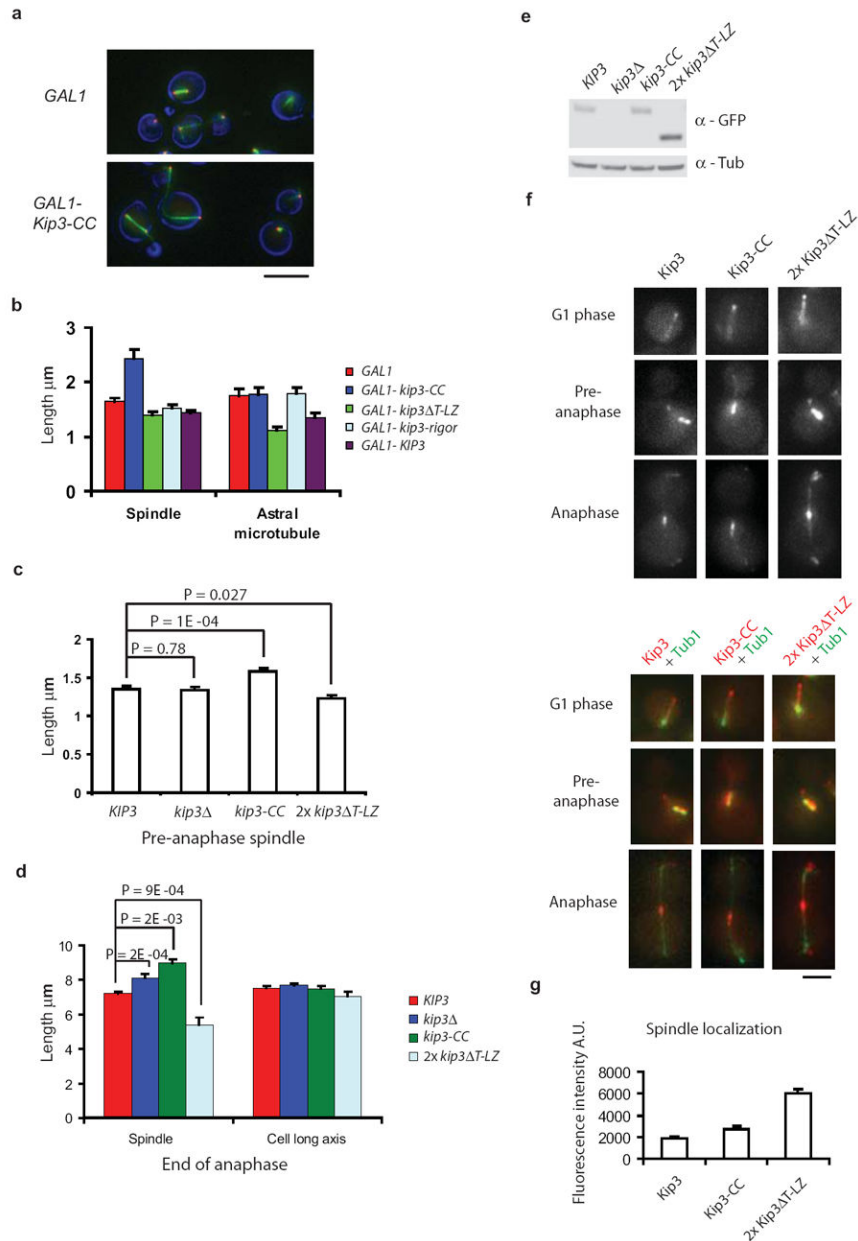 a
GAL1
GAL1-
Kip3-CC
b
3
2
1
0
Length μm
Spindle
Astral
microtubule
GAL1
GAL1- kip3-CC
GAL1- kip3ΔT-LZ
GAL1- kip3-rigor
GAL1- KIP3
c
P = 0.027
P = 1E -04
P = 0.78
2
1.5
1
0.5
0
Length μm
KIP3
kip3Δ
kip3-CC
2x kip3ΔT-LZ
Pre-anaphase spindle
d
P = 9E -04
P = 2E -03
P = 2E -04
10
8
6
4
2
0
Length μm
Spindle
Cell long axis
End of anaphase
KIP3
kip3Δ
kip3-CC
2x kip3ΔT-LZ
e
KIP3
kip3Δ
kip3-CC
2x kip3ΔT-LZ
α - GFP
α - Tub
f
Kip3
Kip3-CC
2x Kip3ΔT-LZ
G1 phase
Pre-
anaphase
Anaphase
Kip3
+ Tub1
Kip3-CC
+ Tub1
2x Kip3ΔT-LZ
+ Tub1
G1 phase
Pre-
anaphase
Anaphase
g
Spindle localization
Fluorescence intensity A.U.
8000
6000
4000
2000
0
Kip3
Kip3-CC
2x Kip3ΔT-LZ